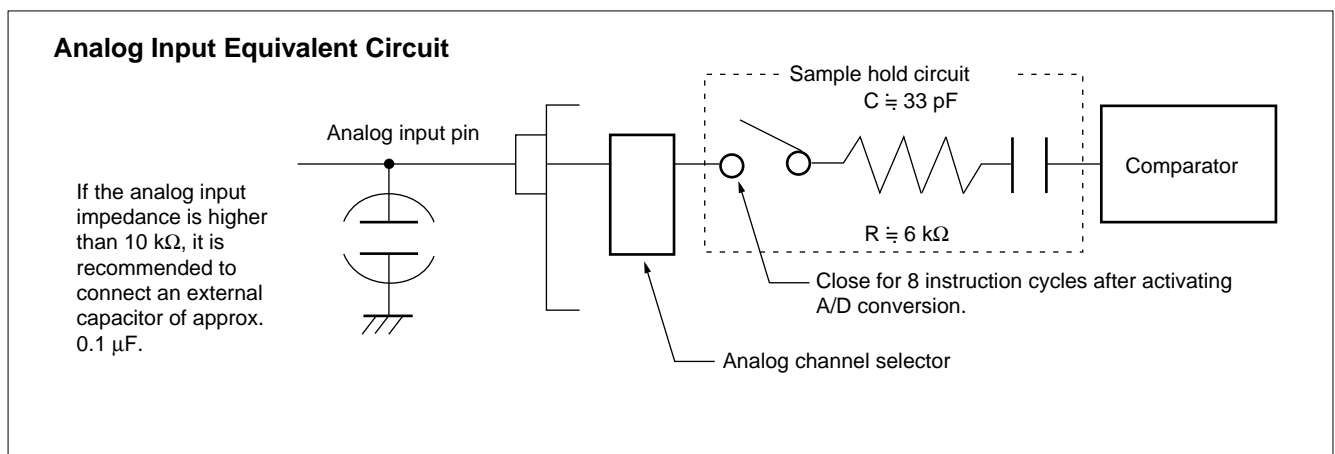 Analog Input Equivalent Circuit
Sample hold circuit
C ≒ 33 pF
Analog input pin
Comparator
If the analog input
impedance is higher
than 10 kΩ, it is
recommended to
connect an external
capacitor of approx.
0.1 μF.
R ≒ 6 kΩ
Close for 8 instruction cycles after activating
A/D conversion.
Analog channel selector